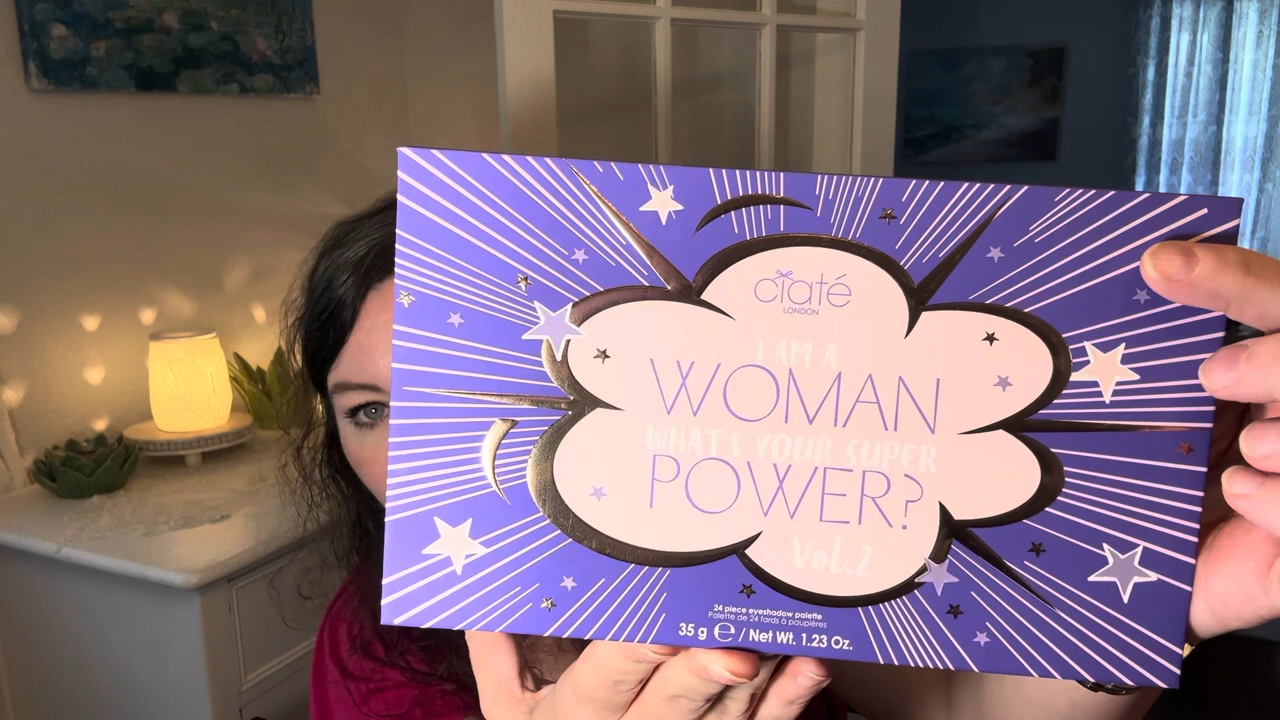 ciaté
LONDON
I AM A
WOMAN
WHAT'S YOUR SUPER
POWER?
Vol.2
24 piece eyeshadow palette
Palette de 24 fards à paupières
35 g ℮ / Net Wt. 1.23 Oz.